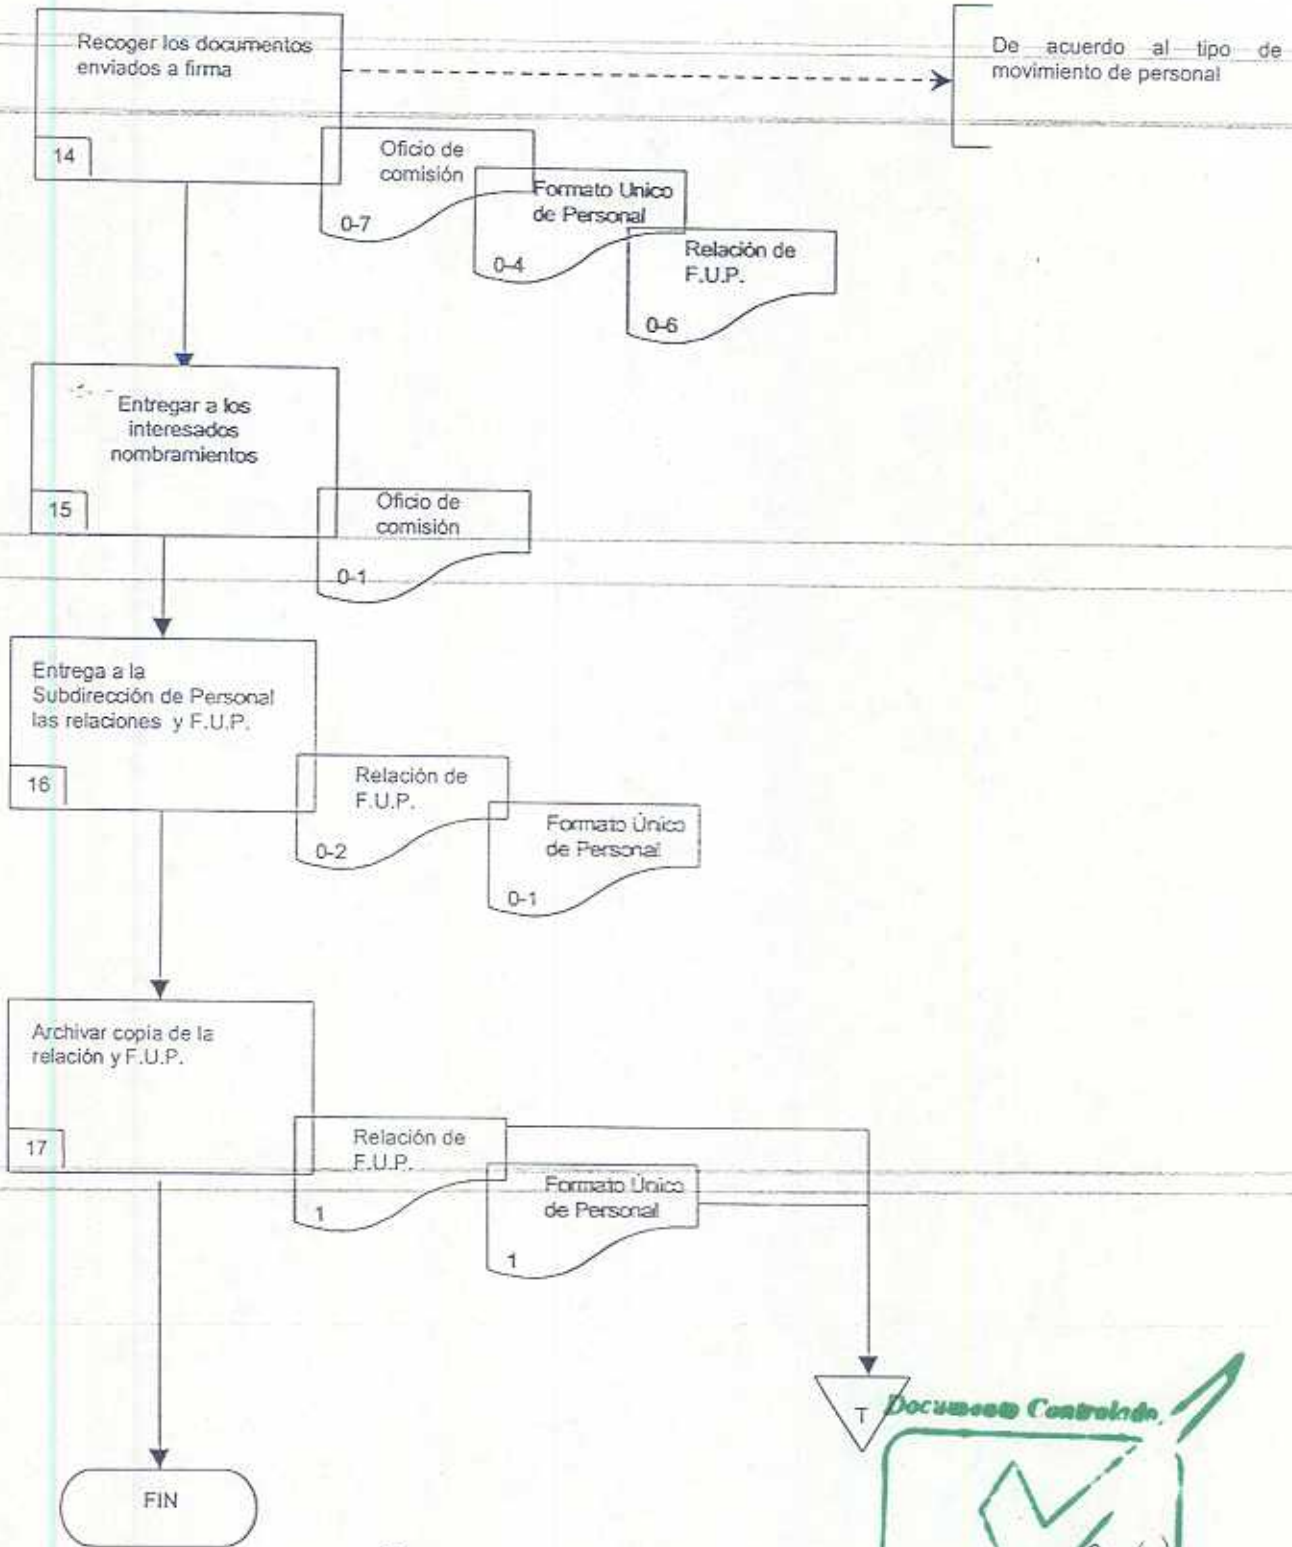 Recoger los documentos
enviados a firma
14
De acuerdo al tipo de
movimiento de personal
Oficio de
comisión
0-7
Formato Unico
de Personal
0-4
Relación de
F.U.P.
0-6
Entregar a los
interesados
nombramientos
15
Oficio de
comisión
0-1
Entrega a la
Subdirección de Personal
las relaciones y F.U.P.
16
Relación de
F.U.P.
0-2
Formato Único
de Personal
0-1
Archivar copia de la
relación y F.U.P.
17
Relación de
F.U.P.
1
Formato Único
de Personal
1
T
Documento Controlado
FIN